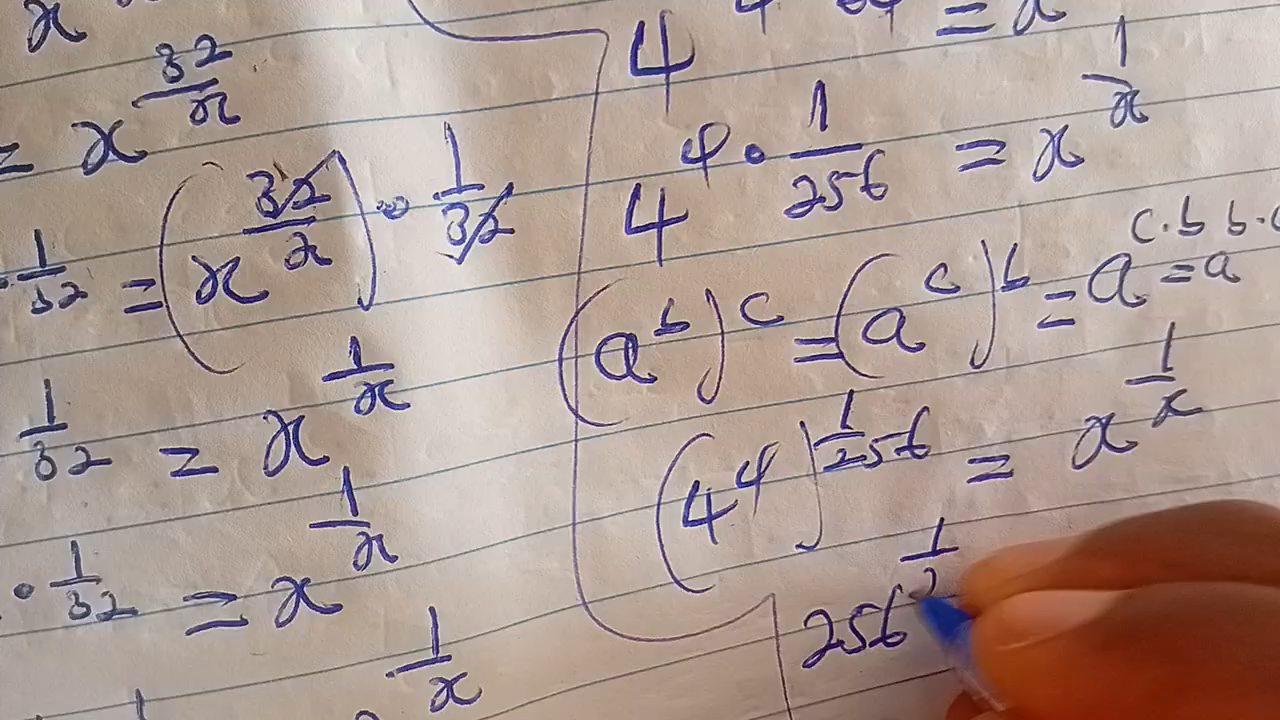 x
= x^(32/x)
· 1/32 = (x^(32/x)) · 1/32
1/32 = x^(1/x)
· 1/32 = x^(1/x)
1/x
4 = x
4^(4 · 1/256) = x^(1/x)
(a^b)^c = (a^c)^b = a^(c·b) = a^(b·c)
(4^4)^(1/256) = x^(1/x)
256^(1/2